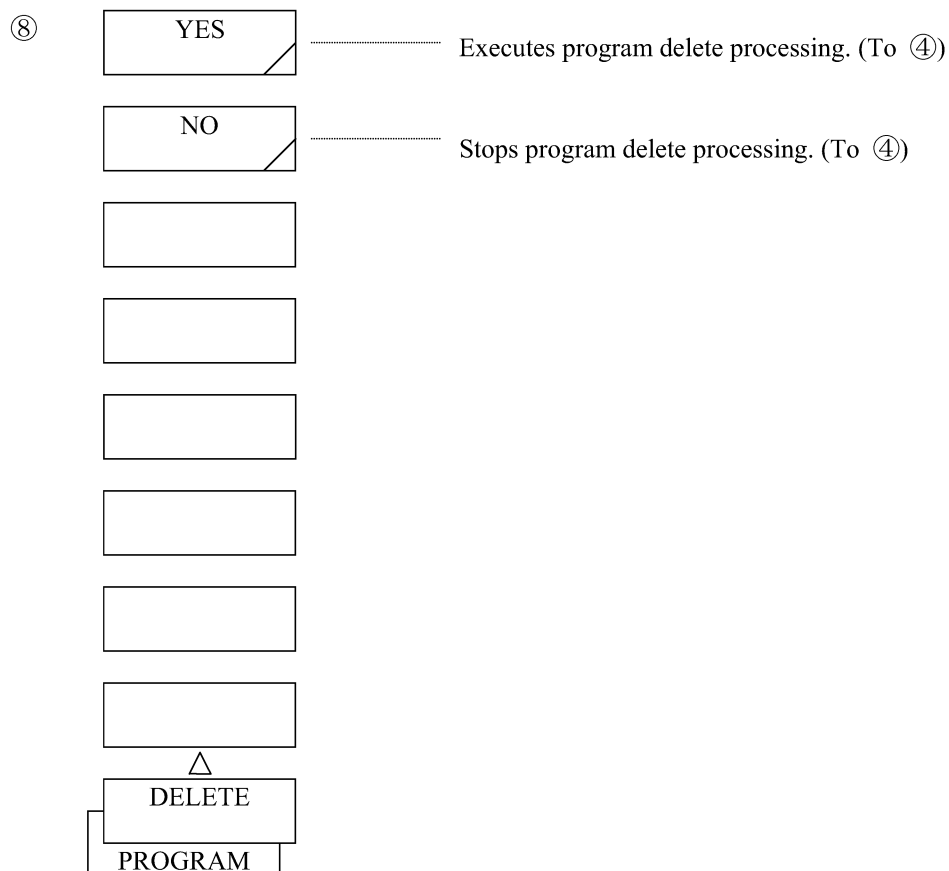 ⑧
YES
Executes program delete processing. (To ④)
NO
Stops program delete processing. (To ④)
DELETE
PROGRAM